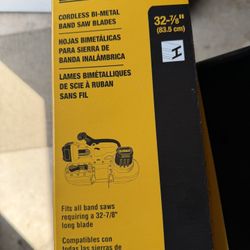 CORDLESS BI-METAL
BAND SAW BLADES
HOJAS BIMETÁLICAS
PARA SIERRA DE
BANDA INALÁMBRICA
LAMES BIMÉTALLIQUES
DE SCIE À RUBAN
SANS FIL
32-7/8"
(83.5 cm)
I
Fits all band saws
requiring a 32-7/8"
long blade
Compatibles con
todas las sierras de